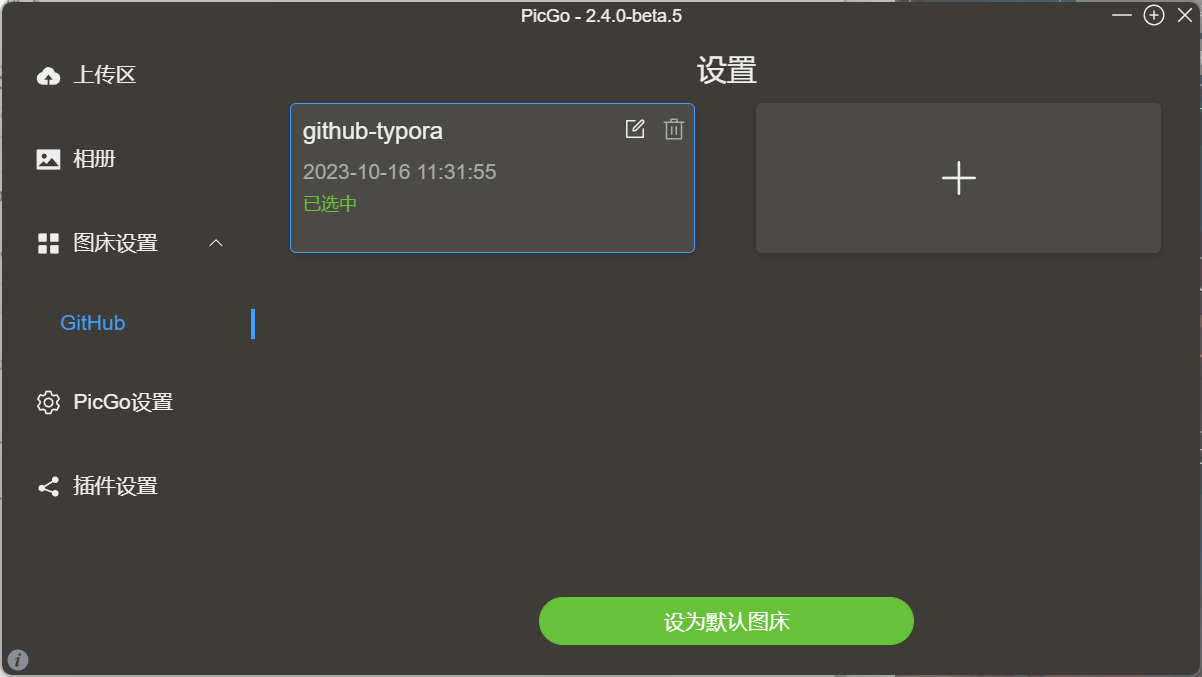 PicGo - 2.4.0-beta.5
上传区
相册
图床设置
GitHub
PicGo设置
插件设置
设置
github-typora
2023-10-16 11:31:55
已选中
设为默认图床